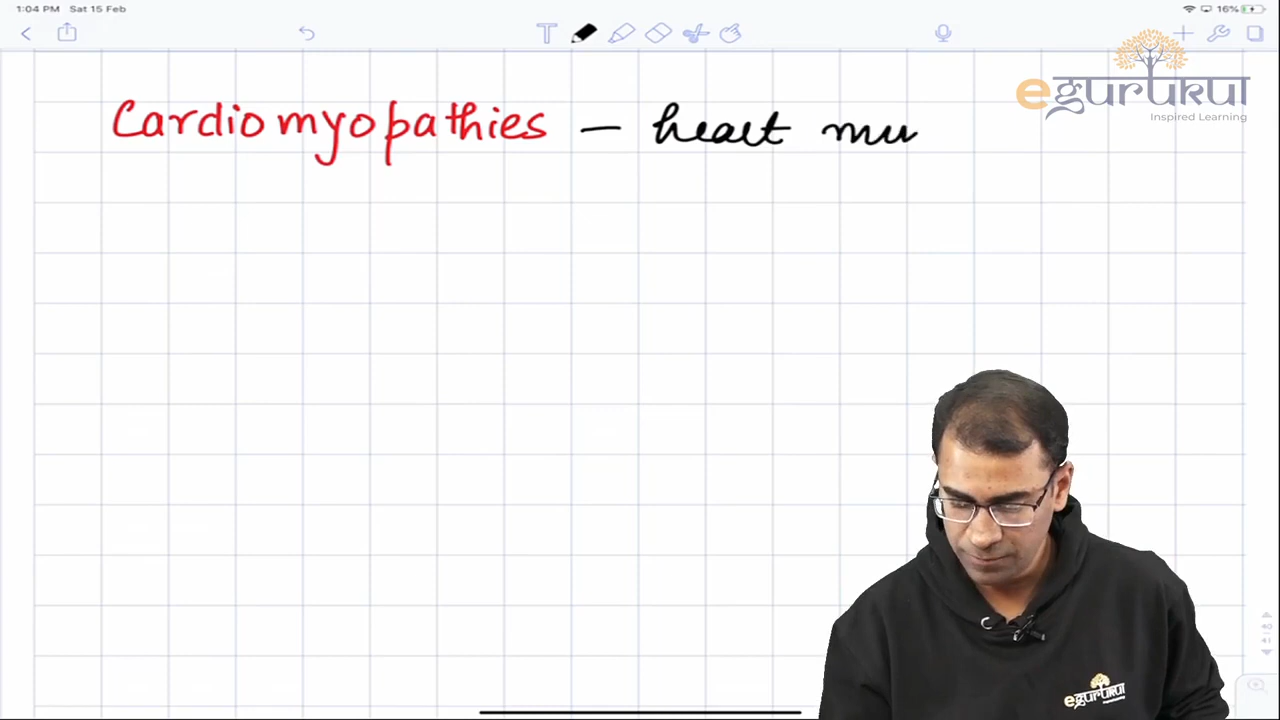 1:04 PM Sat 15 Feb
16%
egurukul
Inspired Learning
Cardiomyopathies — heart mu
egurukul